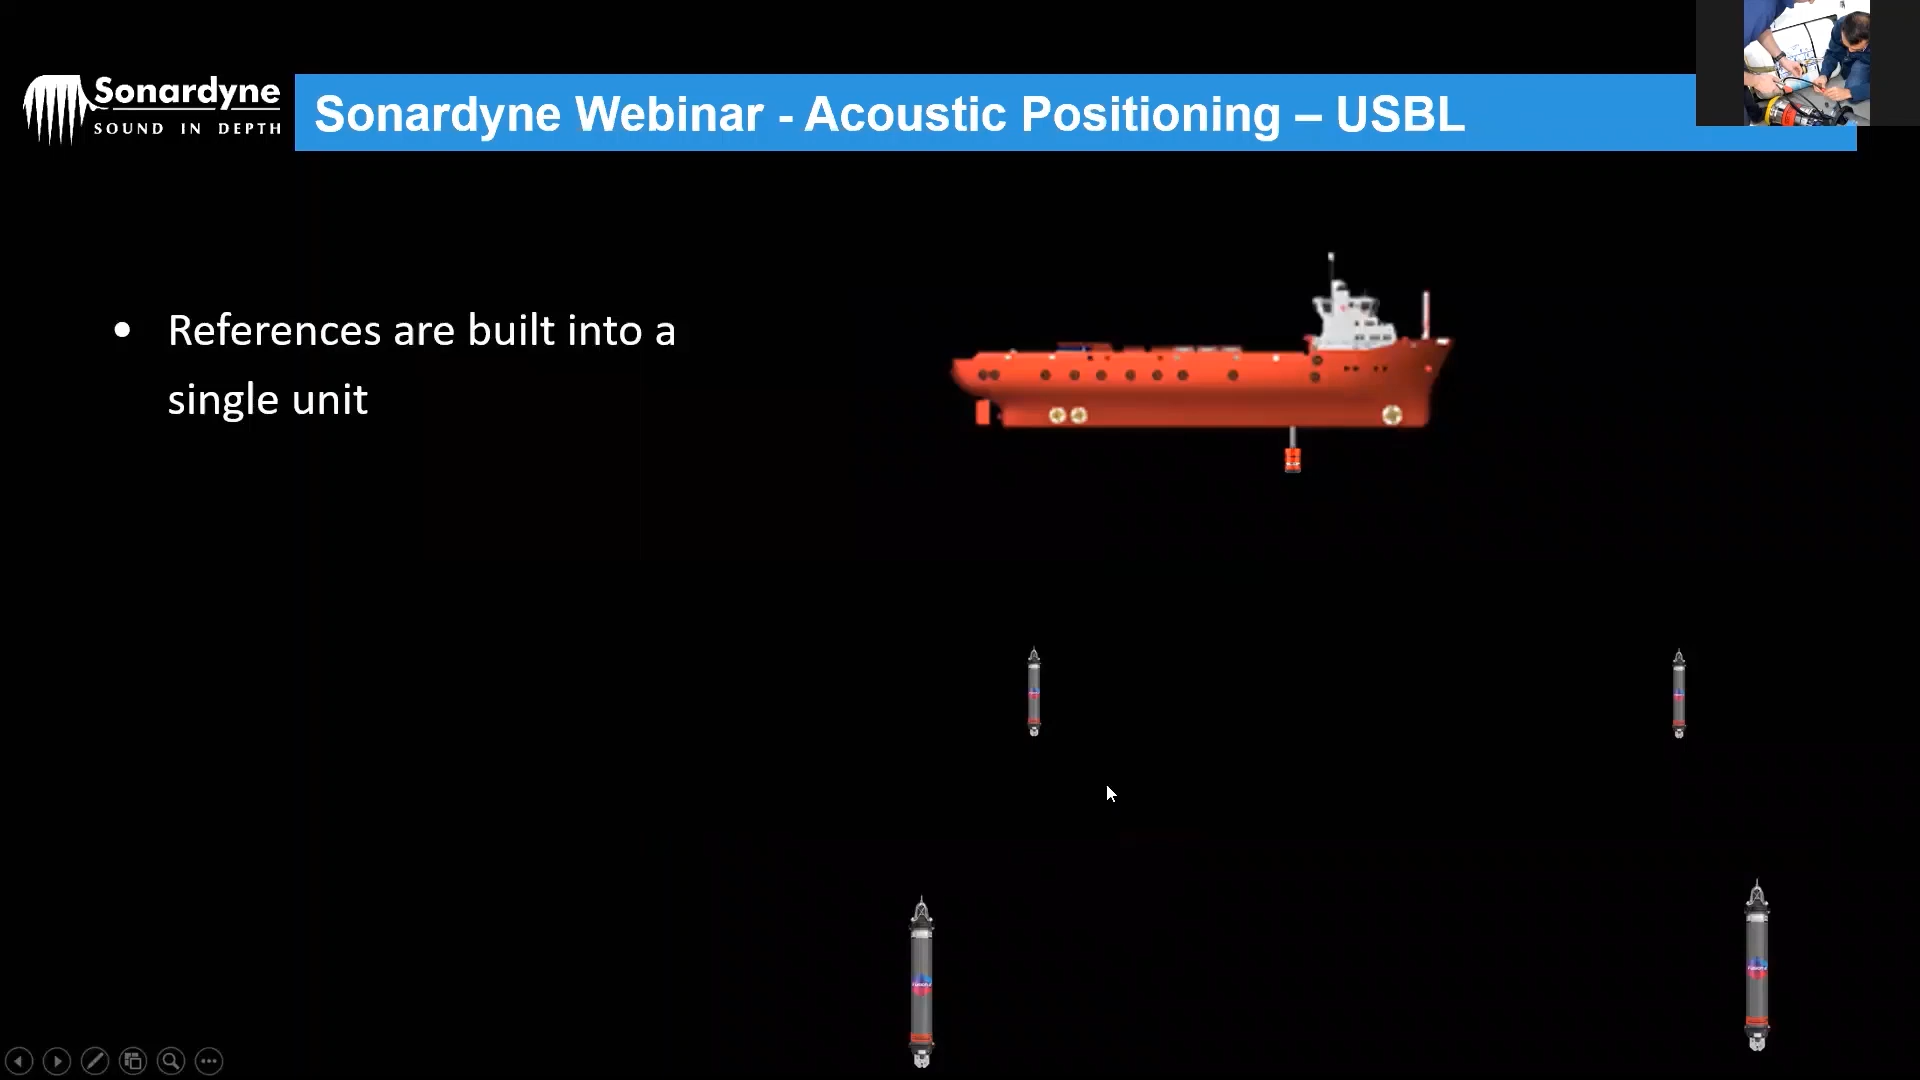 Sonardyne
SOUND IN DEPTH
Sonardyne Webinar - Acoustic Positioning – USBL
• References are built into a
single unit